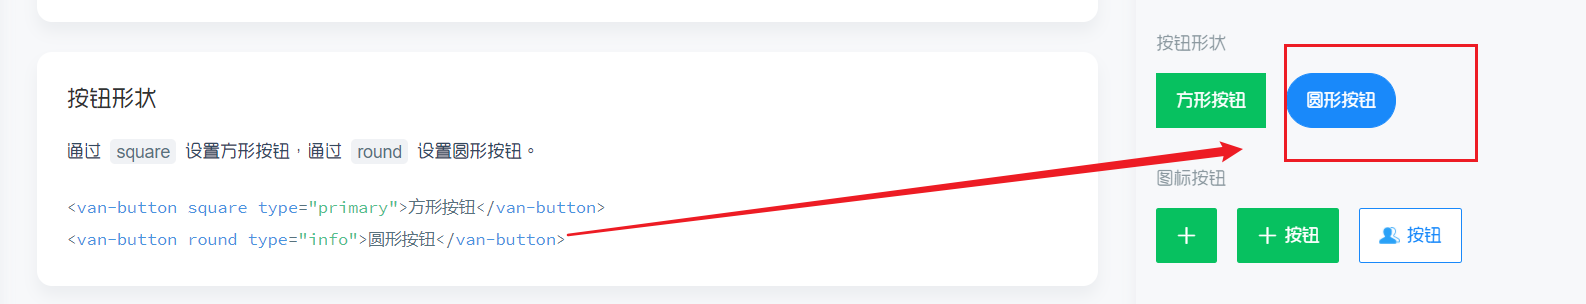 按钮形状
通过 square 设置方形按钮，通过 round 设置圆形按钮。
<van-button square type="primary">方形按钮</van-button>
<van-button round type="info">圆形按钮</van-button>
按钮形状
方形按钮 圆形按钮
图标按钮
按钮 按钮